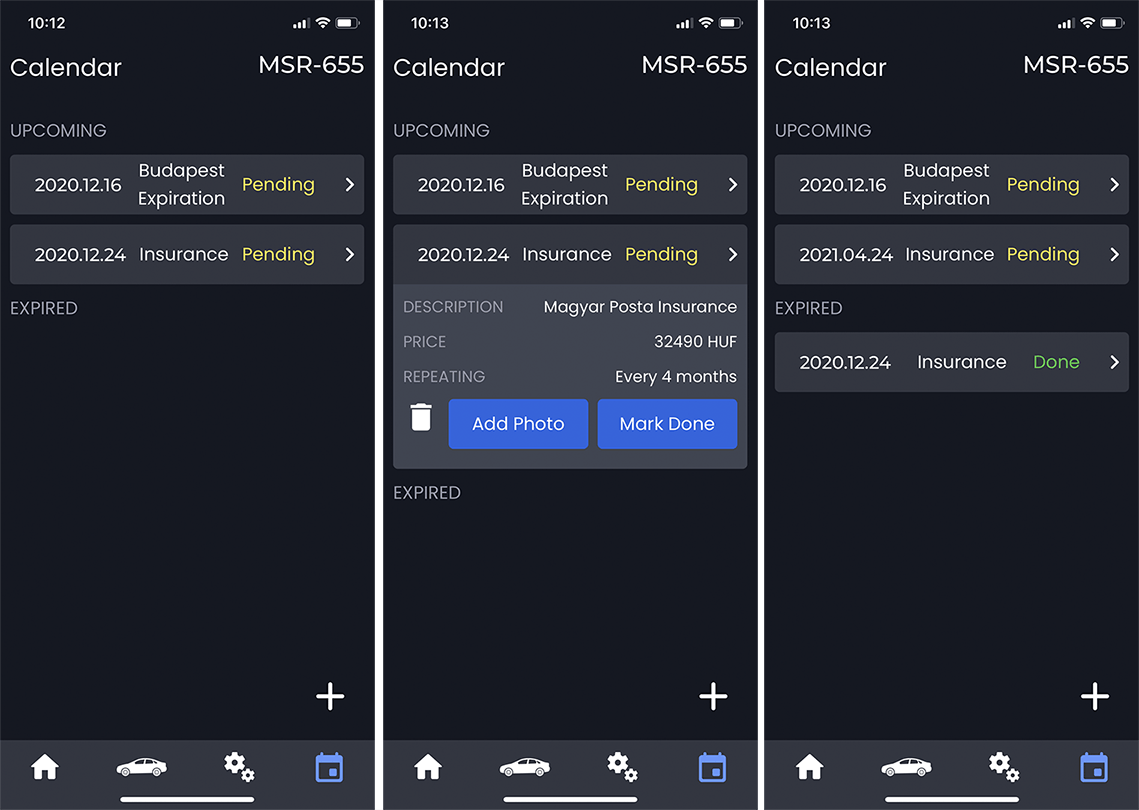 10:12
Calendar MSR-655
UPCOMING
2020.12.16 Budapest Expiration Pending
2020.12.24 Insurance Pending
EXPIRED
10:13
Calendar MSR-655
UPCOMING
2020.12.16 Budapest Expiration Pending
2020.12.24 Insurance Pending
DESCRIPTION Magyar Posta Insurance
PRICE 32490 HUF
REPEATING Every 4 months
Add Photo Mark Done
EXPIRED
10:13
Calendar MSR-655
UPCOMING
2020.12.16 Budapest Expiration Pending
2021.04.24 Insurance Pending
EXPIRED
2020.12.24 Insurance Done